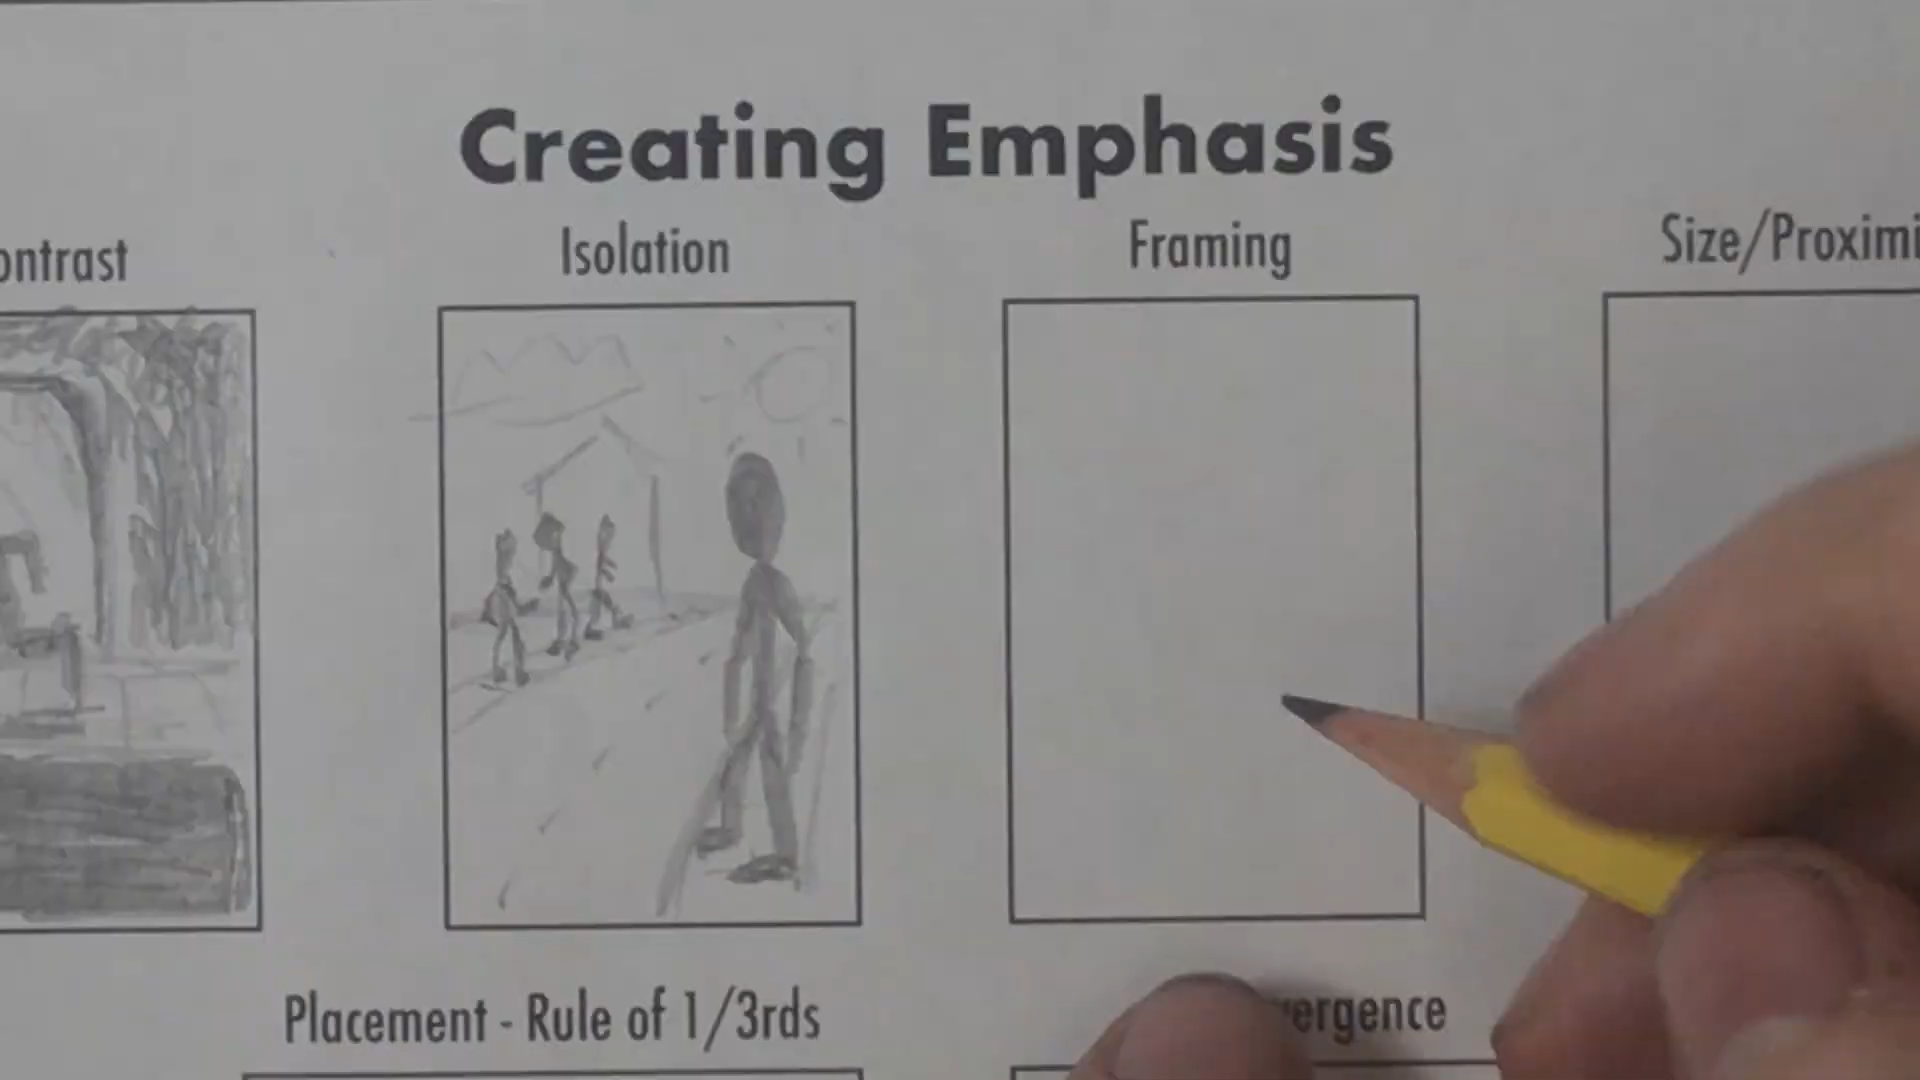 Creating Emphasis
Isolation
Framing
Placement - Rule of 1/3rds